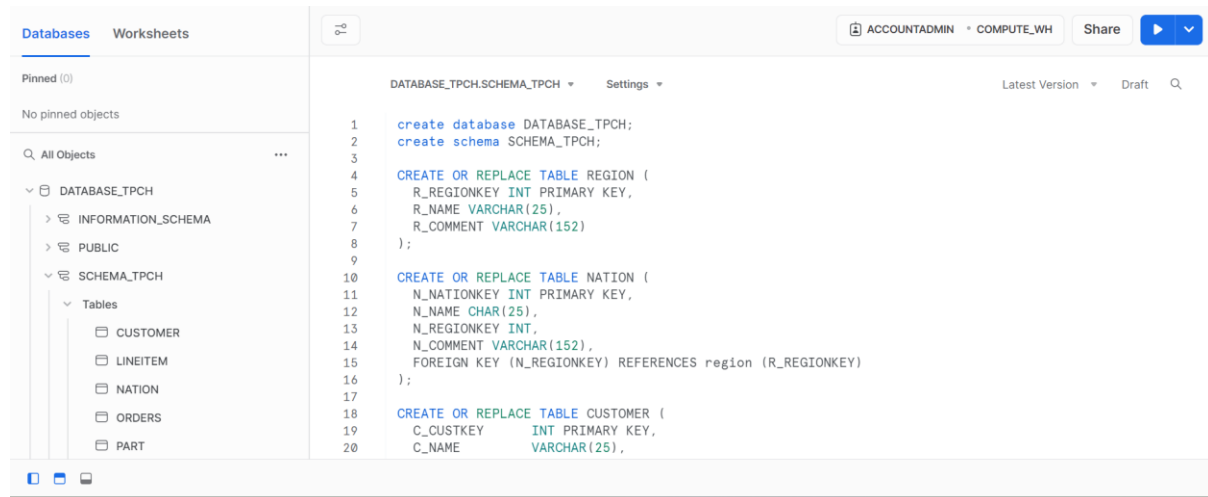 Databases Worksheets
Pinned (0)
No pinned objects
All Objects ...
DATABASE_TPCH
INFORMATION_SCHEMA
PUBLIC
SCHEMA_TPCH
Tables
CUSTOMER
LINEITEM
NATION
ORDERS
PART
ACCOUNTADMIN COMPUTE_WH Share
DATABASE_TPCH.SCHEMA_TPCH Settings Latest Version Draft
1 create database DATABASE_TPCH;
2 create schema SCHEMA_TPCH;
3
4 CREATE OR REPLACE TABLE REGION (
5 R_REGIONKEY INT PRIMARY KEY,
6 R_NAME VARCHAR(25),
7 R_COMMENT VARCHAR(152)
8 );
9
10 CREATE OR REPLACE TABLE NATION (
11 N_NATIONKEY INT PRIMARY KEY,
12 N_NAME CHAR(25),
13 N_REGIONKEY INT,
14 N_COMMENT VARCHAR(152),
15 FOREIGN KEY (N_REGIONKEY) REFERENCES region (R_REGIONKEY)
16 );
17
18 CREATE OR REPLACE TABLE CUSTOMER (
19 C_CUSTKEY INT PRIMARY KEY,
20 C_NAME VARCHAR(25),